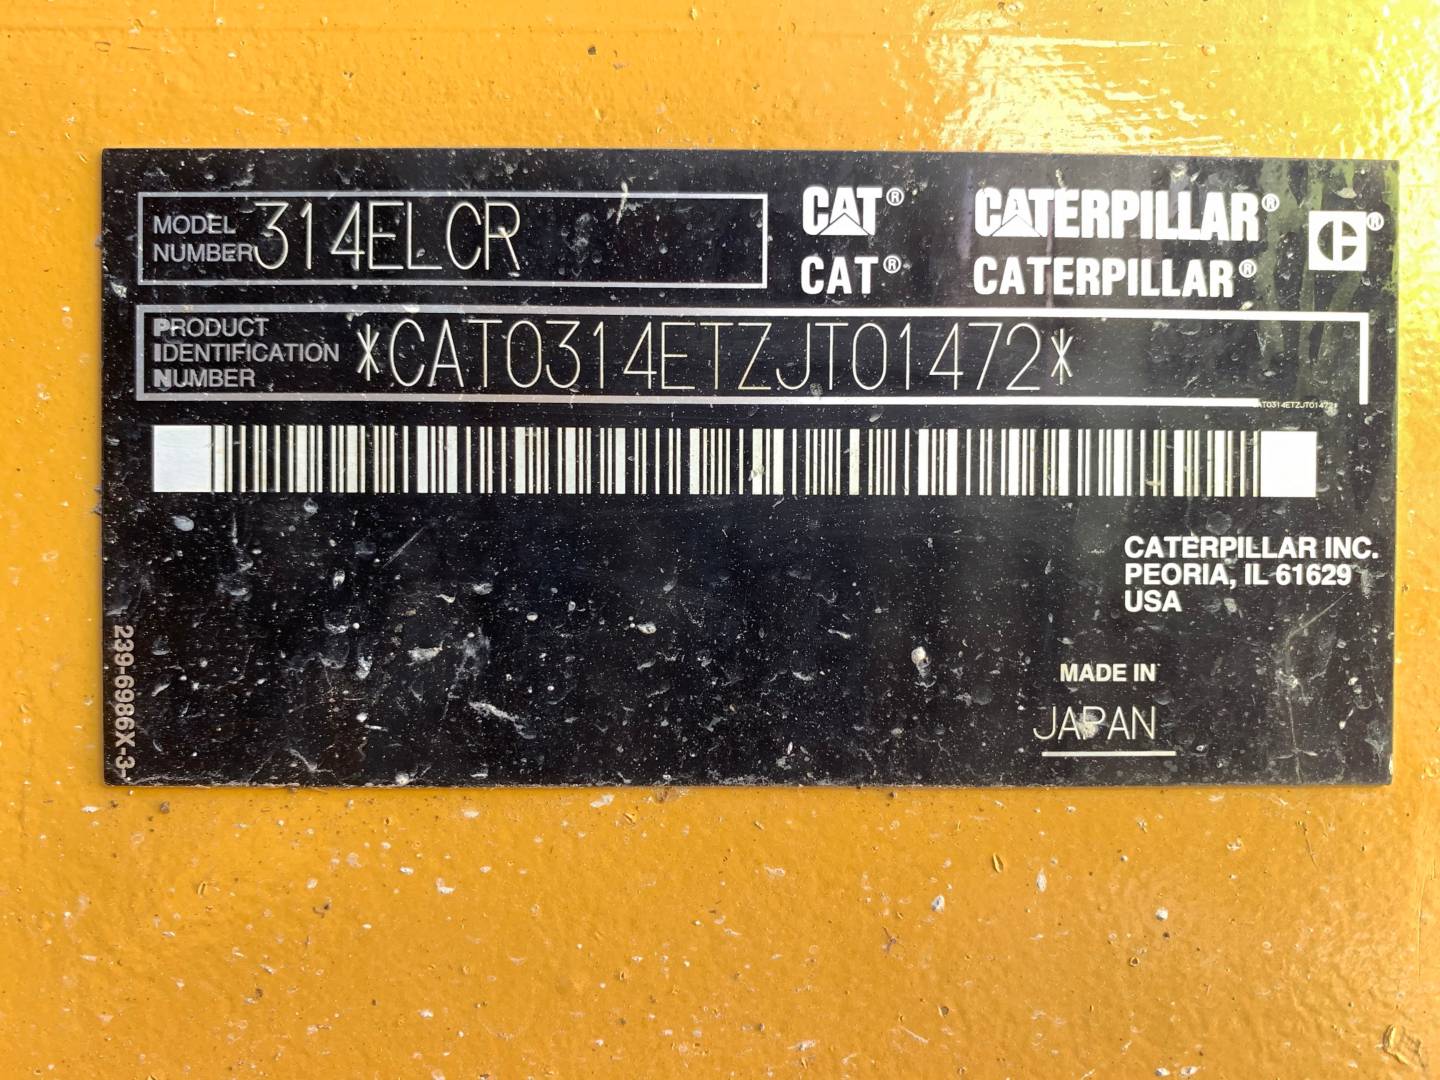 MODEL NUMBER 314ELCR
CAT® CATERPILLAR® ®
CAT® CATERPILLAR®
PRODUCT IDENTIFICATION NUMBER *CAT0314ETZJT01472*
AT0314ETZJT01472*
CATERPILLAR INC.
PEORIA, IL 61629
USA
MADE IN
JAPAN
239-6986X-3